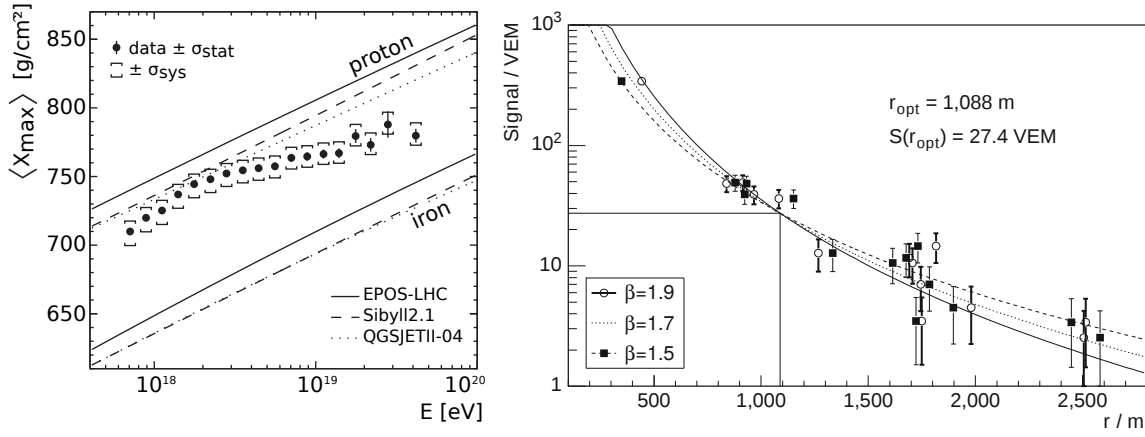 ⟨Xmax⟩ [g/cm²]
850
800
750
700
650
data ± σstat
± σsys
proton
iron
EPOS-LHC
Sibyll2.1
QGSJETII-04
10¹⁸
10¹⁹
10²⁰
E [eV]
Signal / VEM
10³
10²
10
1
r_opt = 1,088 m
S(r_opt) = 27.4 VEM
β=1.9
β=1.7
β=1.5
500
1,000
1,500
2,000
2,500
r / m